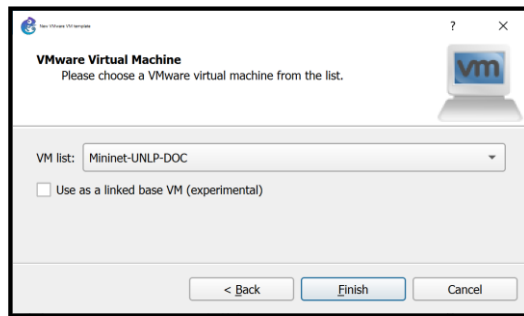 New VMware VM template
? ×
VMware Virtual Machine
Please choose a VMware virtual machine from the list.
vm
VM list: Mininet-UNLP-DOC
Use as a linked base VM (experimental)
< Back Finish Cancel